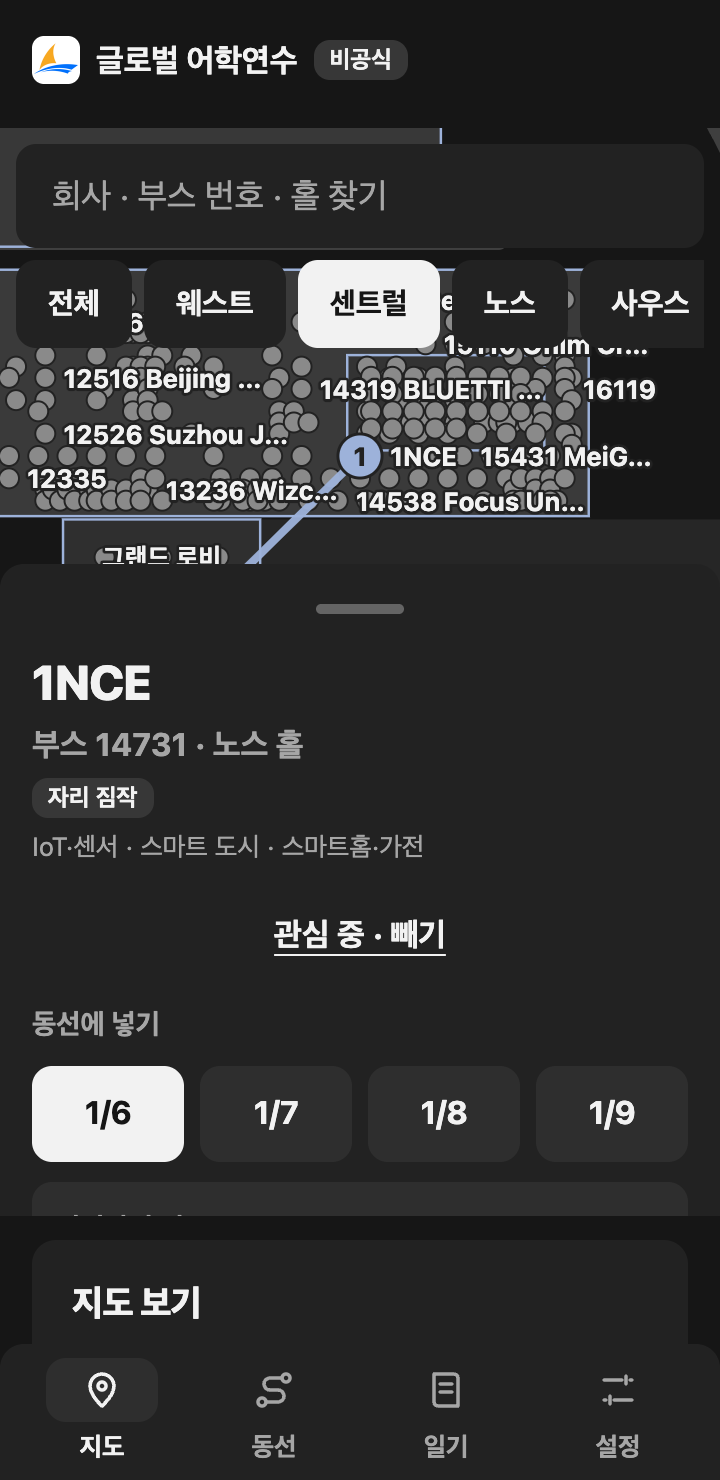 글로벌 어학연수
비공식
회사 · 부스 번호 · 홀 찾기
전체
웨스트
센트럴
노스
사우스
12516 Beijing ...
14319 BLUETTI ...
16119
12526 Suzhou J...
1
1NCE
15431 MeiG...
12335
13236 Wizc...
14538 Focus Un...
그랜드 로비
1NCE
부스 14731 · 노스 홀
자리 짐작
IoT·센서 · 스마트 도시 · 스마트홈·가전
관심 중 · 빼기
동선에 넣기
1/6
1/7
1/8
1/9
지도 보기
지도
동선
일기
설정